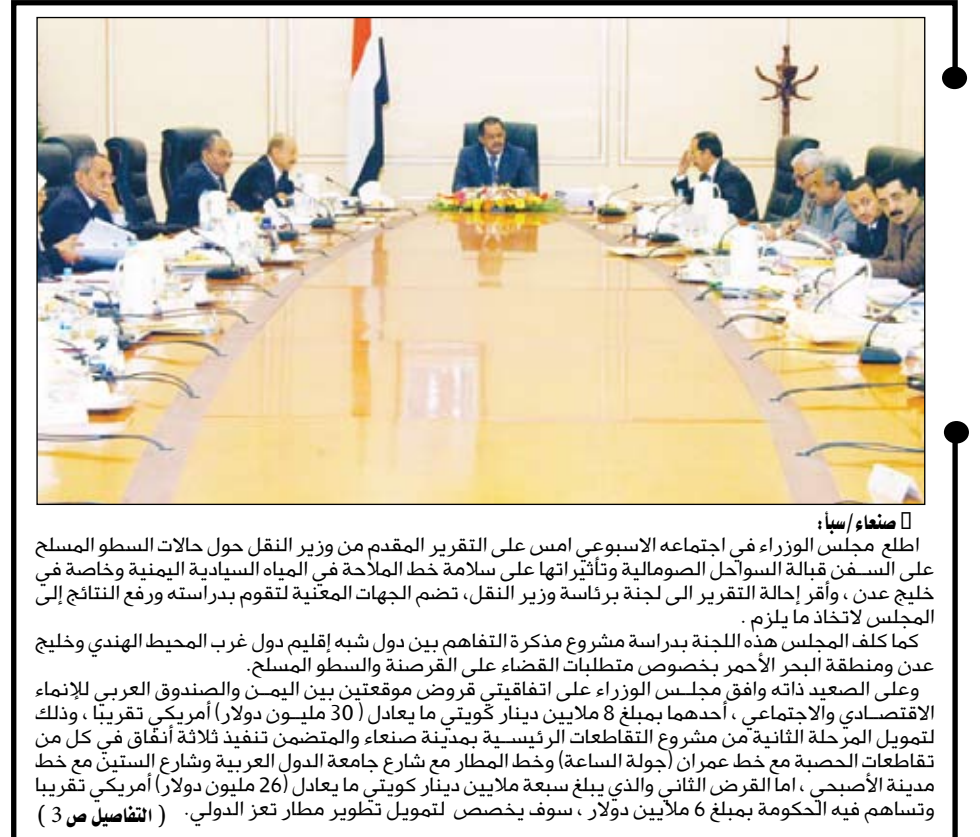 صنعاء/سبأ:
اطلع مجلس الوزراء في اجتماعه الاسبوعي امس على التقرير المقدم من وزير النقل حول حالات السطو المسلح
على السفن قبالة السواحل الصومالية وتأثيراتها على سلامة خط الملاحة في المياه السيادية اليمنية وخاصة في
خليج عدن ، وأقر إحالة التقرير الى لجنة برئاسة وزير النقل، تضم الجهات المعنية لتقوم بدراسته ورفع النتائج إلى
المجلس لاتخاذ ما يلزم .
كما كلف المجلس هذه اللجنة بدراسة مشروع مذكرة التفاهم بين دول شبه إقليم دول غرب المحيط الهندي وخليج
عدن ومنطقة البحر الأحمر بخصوص متطلبات القضاء على القرصنة والسطو المسلح.
وعلى الصعيد ذاته وافق مجلس الوزراء على اتفاقيتي قروض موقعتين بين اليمن والصندوق العربي للإنماء
الاقتصادي والاجتماعي ، أحدهما بمبلغ 8 ملايين دينار كويتي ما يعادل ( 30 مليون دولار) أمريكي تقريبا ، وذلك
لتمويل المرحلة الثانية من مشروع التقاطعات الرئيسية بمدينة صنعاء والمتضمن تنفيذ ثلاثة أنفاق في كل من
تقاطعات الحصبة مع خط عمران (جولة الساعة) وخط المطار مع شارع جامعة الدول العربية وشارع الستين مع خط
مدينة الأصبحي ، اما القرض الثاني والذي يبلغ سبعة ملايين دينار كويتي ما يعادل (26 مليون دولار) أمريكي تقريبا
وتساهم فيه الحكومة بمبلغ 6 ملايين دولار ، سوف يخصص لتمويل تطوير مطار تعز الدولي. ( التفاصيل ص 3 )